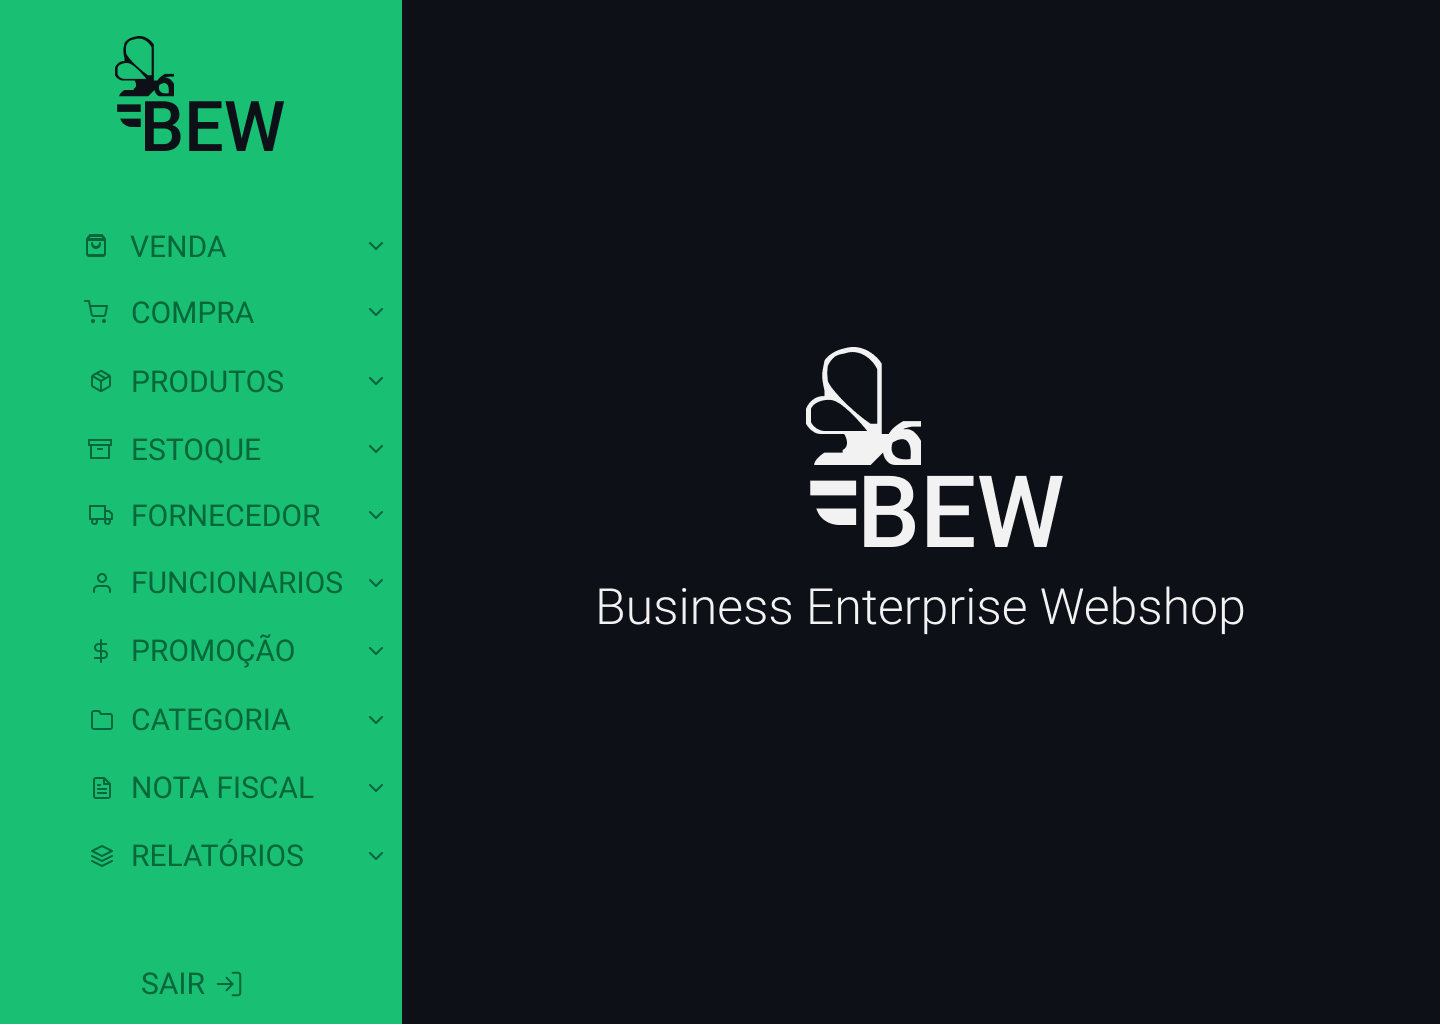 BEW
VENDA
COMPRA
PRODUTOS
ESTOQUE
FORNECEDOR
FUNCIONARIOS
PROMOÇÃO
CATEGORIA
NOTA FISCAL
RELATÓRIOS
SAIR
BEW
Business Enterprise Webshop